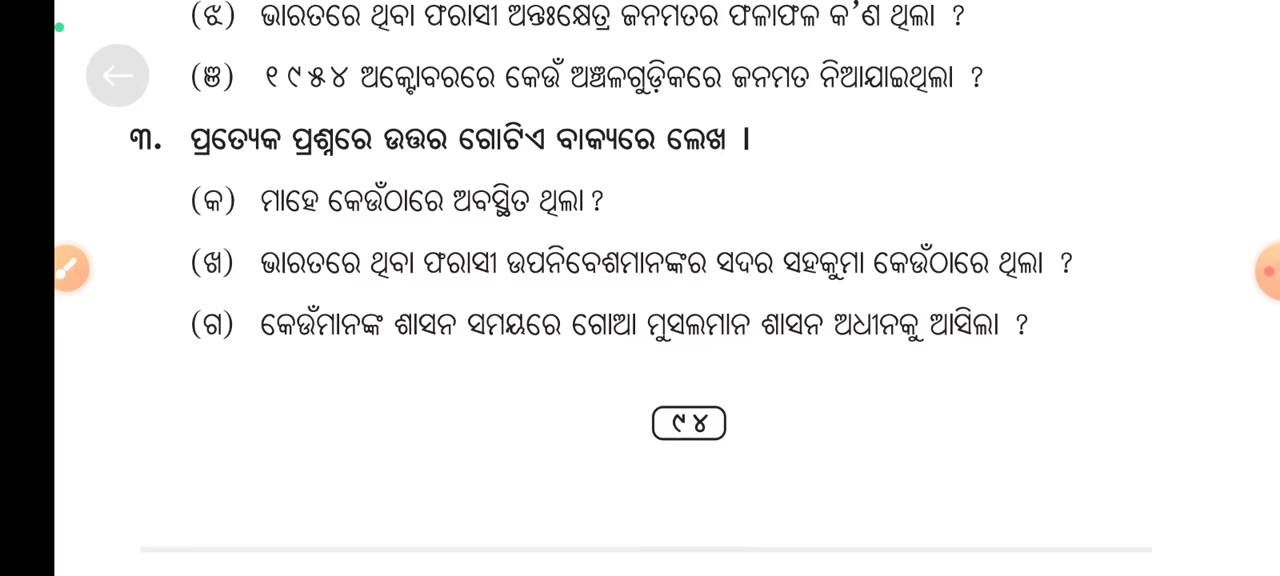 (ଝ) ଭାରତରେ ଥିବା ଫରାସୀ ଅନ୍ତଃକ୍ଷେତ୍ର ଜନମତର ଫଳାଫଳ କ'ଣ ଥିଲା ?
(ଞ) ୧୯୫୪ ଅକ୍ଟୋବରରେ କେଉଁ ଅଞ୍ଚଳଗୁଡ଼ିକରେ ଜନମତ ନିଆଯାଇଥିଲା ?
୩. ପ୍ରତ୍ୟେକ ପ୍ରଶ୍ନରେ ଉତ୍ତର ଗୋଟିଏ ବାକ୍ୟରେ ଲେଖ ।
(କ) ମାହେ କେଉଁଠାରେ ଅବସ୍ଥିତ ଥିଲା ?
(ଖ) ଭାରତରେ ଥିବା ଫରାସୀ ଉପନିବେଶମାନଙ୍କର ସଦର ସହକୁମା କେଉଁଠାରେ ଥିଲା ?
(ଗ) କେଉଁମାନଙ୍କ ଶାସନ ସମୟରେ ଗୋଆ ମୁସଲମାନ ଶାସନ ଅଧୀନକୁ ଆସିଲା ?
୯୪